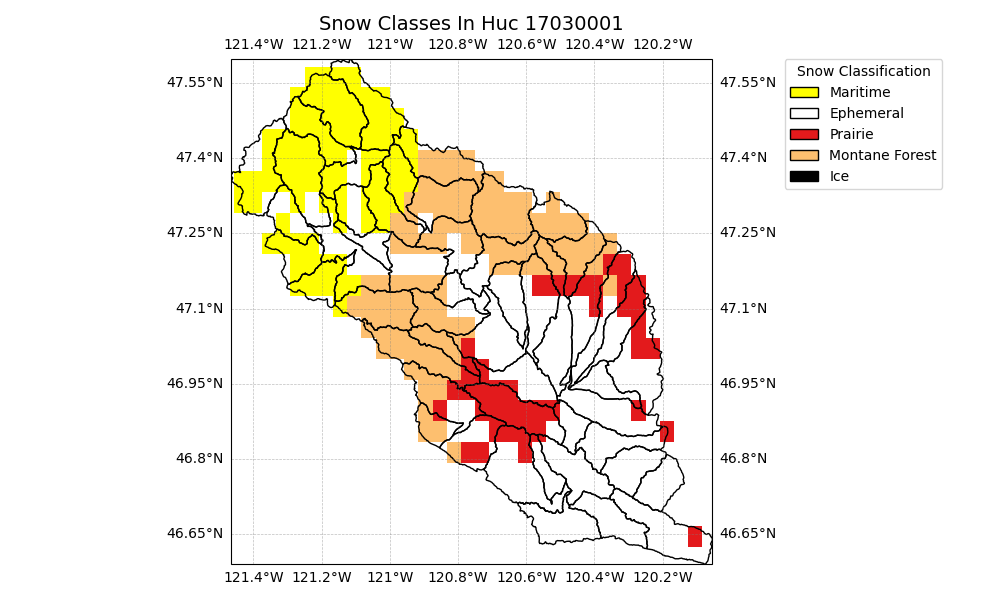 Snow Classes In Huc 17030001
121.4°W 121.2°W 121°W 120.8°W 120.6°W 120.4°W 120.2°W
47.55°N 47.55°N
47.4°N 47.4°N
47.25°N 47.25°N
47.1°N 47.1°N
46.95°N 46.95°N
46.8°N 46.8°N
46.65°N 46.65°N
121.4°W 121.2°W 121°W 120.8°W 120.6°W 120.4°W 120.2°W
Snow Classification
Maritime
Ephemeral
Prairie
Montane Forest
Ice